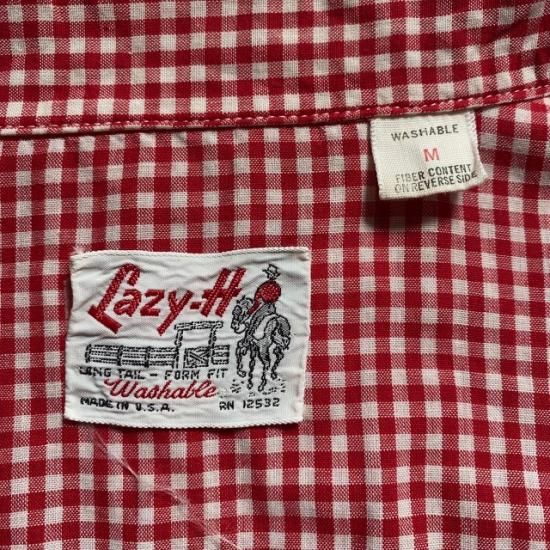 WASHABLE
M
FIBER CONTENT
ON REVERSE SIDE
Lazy-H
LONG TAIL - FORM FIT
Washable
MADE IN U.S.A. RN 12532